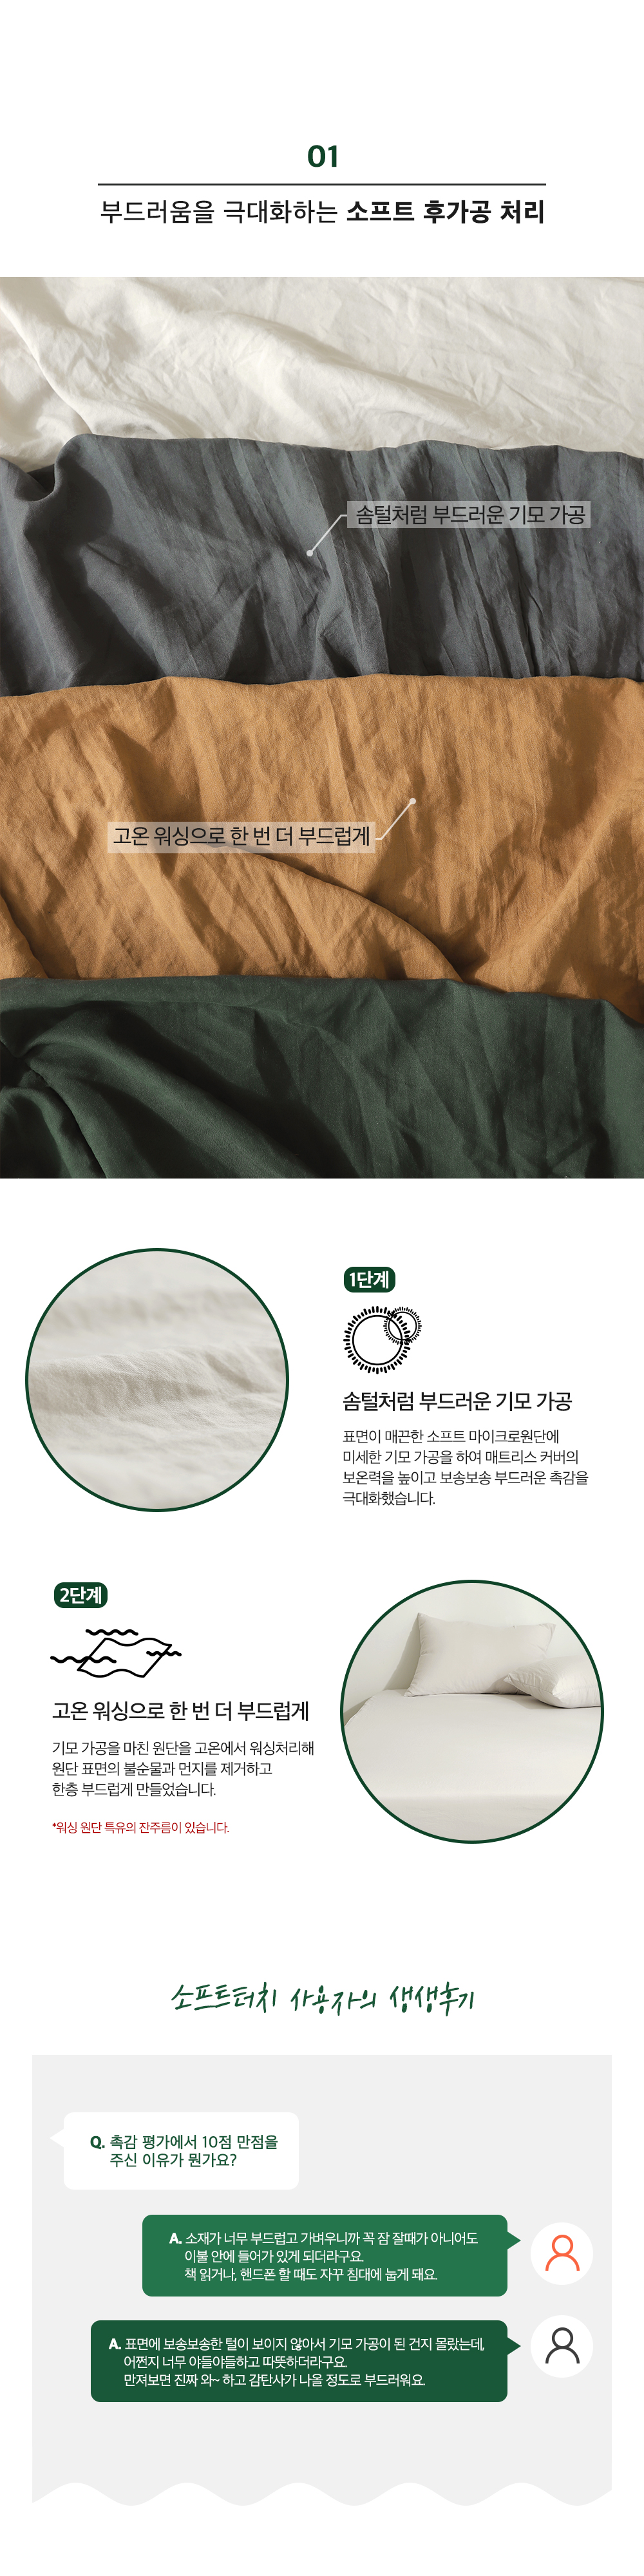 01
부드러움을 극대화하는 소프트 후가공 처리
솜털처럼 부드러운 기모 가공
고온 워싱으로 한 번 더 부드럽게
1단계
솜털처럼 부드러운 기모 가공
표면이 매끈한 소프트 마이크로원단에
미세한 기모 가공을 하여 매트리스 커버의
보온력을 높이고 보송보송 부드러운 촉감을
극대화했습니다.
2단계
고온 워싱으로 한 번 더 부드럽게
기모 가공을 마친 원단을 고온에서 워싱처리해
원단 표면의 불순물과 먼지를 제거하고
한층 부드럽게 만들었습니다.
*워싱 원단 특유의 잔주름이 있습니다.
소프트터치 사용자의 생생후기
Q. 촉감 평가에서 10점 만점을
주신 이유가 뭔가요?
A. 소재가 너무 부드럽고 가벼우니까 꼭 잠 잘때가 아니어도
이불 안에 들어가 있게 되더라구요.
책 읽거나, 핸드폰 할 때도 자꾸 침대에 눕게 돼요.
A. 표면에 보송보송한 털이 보이지 않아서 기모 가공이 된 건지 몰랐는데,
어쩐지 너무 야들야들하고 따뜻하더라구요.
만져보면 진짜 와~ 하고 감탄사가 나올 정도로 부드러워요.